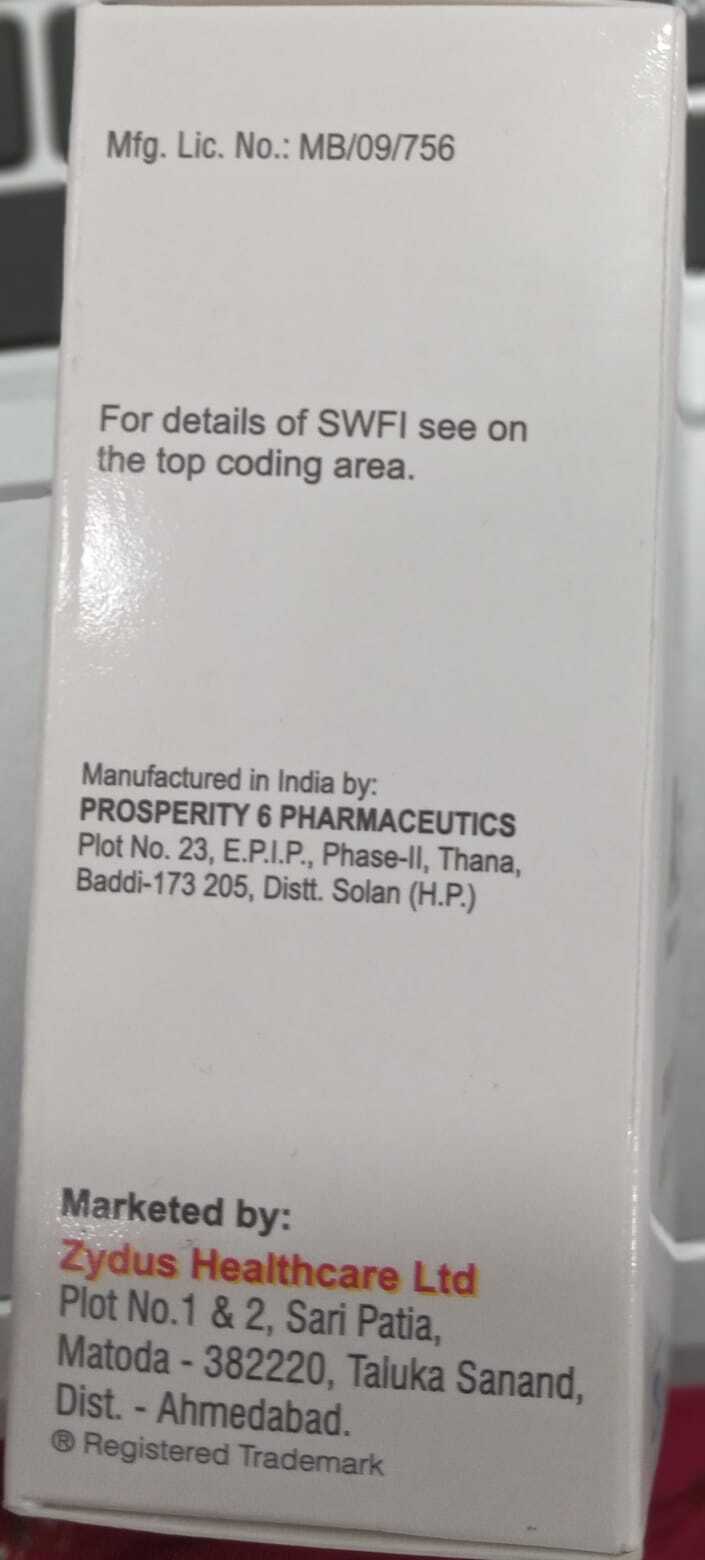 Mfg. Lic. No.: MB/09/756
For details of SWFI see on
the top coding area.
Manufactured in India by:
PROSPERITY 6 PHARMACEUTICS
Plot No. 23, E.P.I.P., Phase-II, Thana,
Baddi-173 205, Distt. Solan (H.P.)
Marketed by:
Zydus Healthcare Ltd
Plot No.1 & 2, Sari Patia,
Matoda - 382220, Taluka Sanand,
Dist. - Ahmedabad.
® Registered Trademark